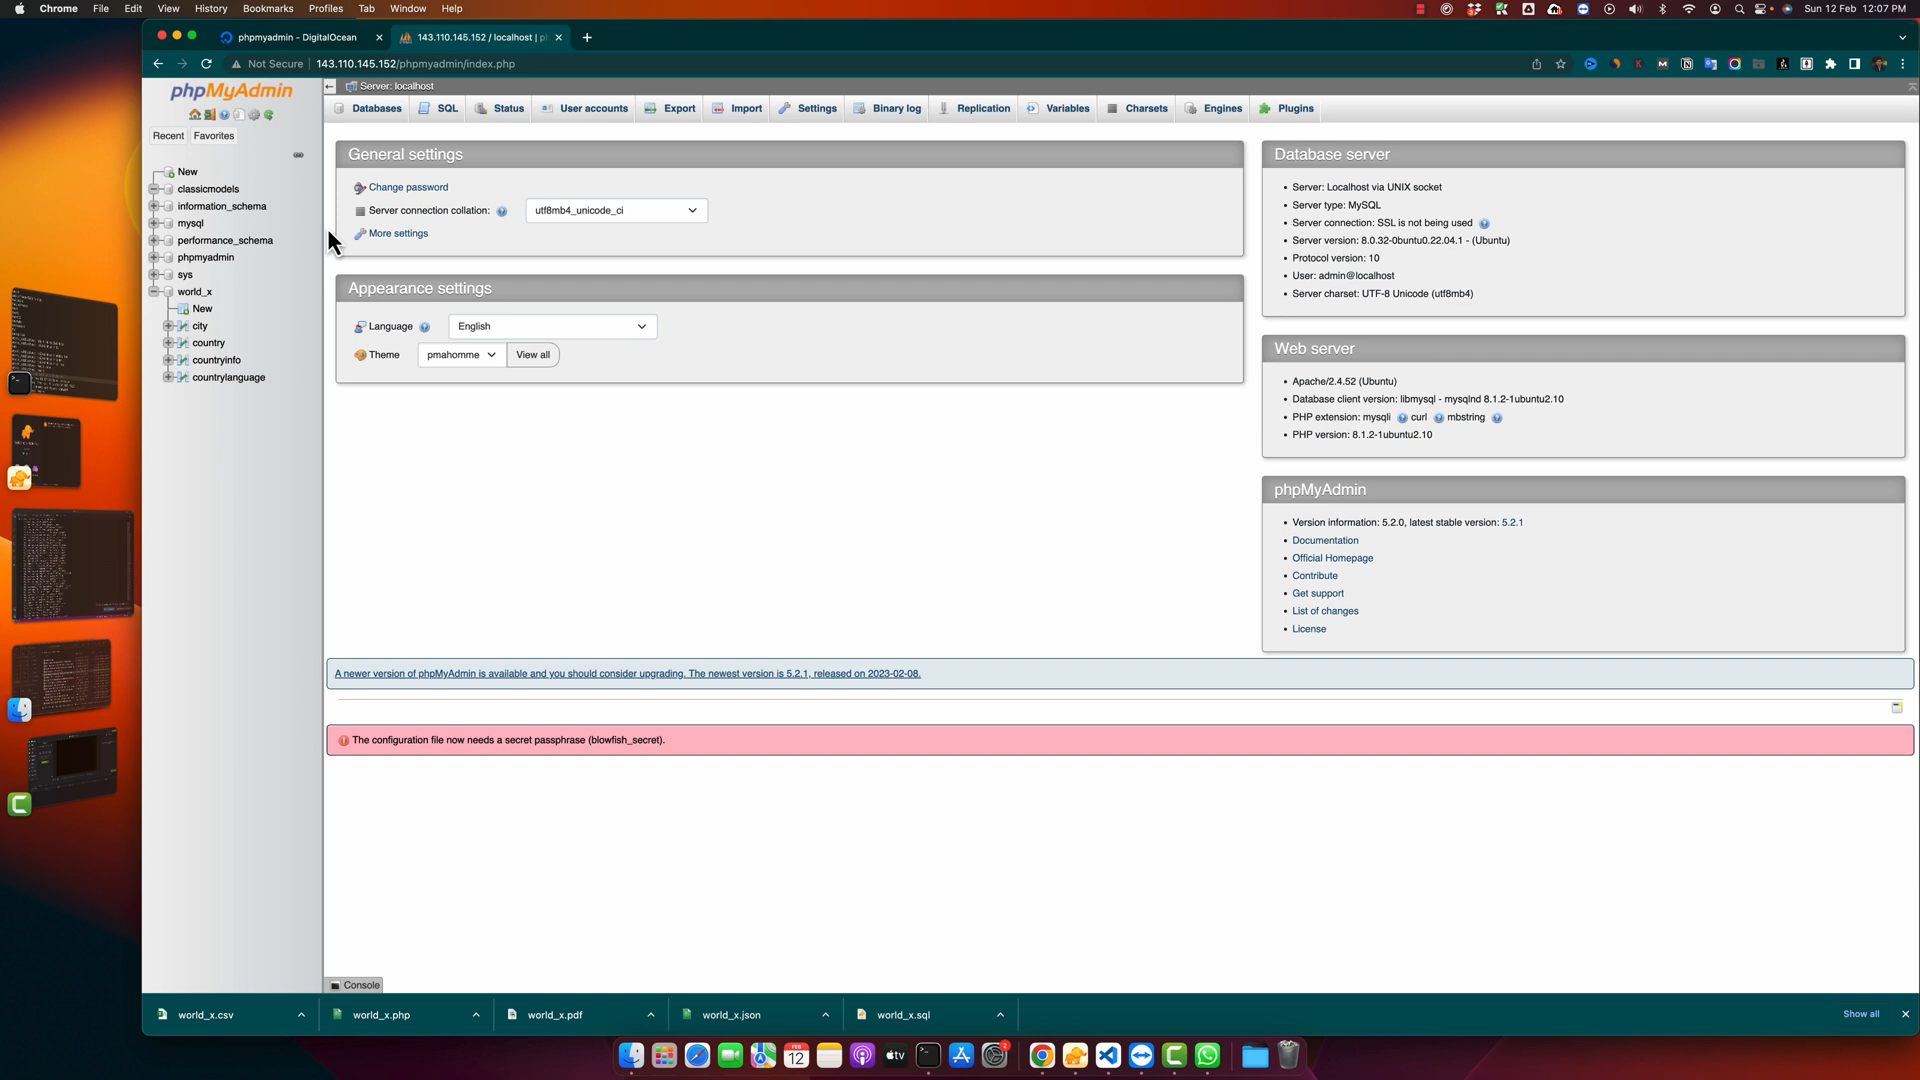 Chrome File Edit View History Bookmarks Profiles Tab Window Help
Sun 12 Feb 12:07 PM
phpmyadmin - DigitalOcean
143.110.145.152 / localhost | p
Not Secure
143.110.145.152/phpmyadmin/index.php
phpMyAdmin
Recent Favorites
New
classicmodels
information_schema
mysql
performance_schema
phpmyadmin
sys
world_x
New
city
country
countryinfo
countrylanguage
Server: localhost
Databases SQL Status User accounts Export Import Settings Binary log Replication Variables Charsets Engines Plugins
General settings
Change password
Server connection collation: utf8mb4_unicode_ci
More settings
Appearance settings
Language English
Theme pmahomme View all
Database server
Server: Localhost via UNIX socket
Server type: MySQL
Server connection: SSL is not being used
Server version: 8.0.32-0buntu0.22.04.1 - (Ubuntu)
Protocol version: 10
User: admin@localhost
Server charset: UTF-8 Unicode (utf8mb4)
Web server
Apache/2.4.52 (Ubuntu)
Database client version: libmysql - mysqlnd 8.1.2-1ubuntu2.10
PHP extension: mysqli curl mbstring
PHP version: 8.1.2-1ubuntu2.10
phpMyAdmin
Version information: 5.2.0, latest stable version: 5.2.1
Documentation
Official Homepage
Contribute
Get support
List of changes
License
A newer version of phpMyAdmin is available and you should consider upgrading. The newest version is 5.2.1, released on 2023-02-08.
The configuration file now needs a secret passphrase (blowfish_secret).
Console
world_x.csv
world_x.php
world_x.pdf
world_x.json
world_x.sql
Show all
FEB
12
tv
2